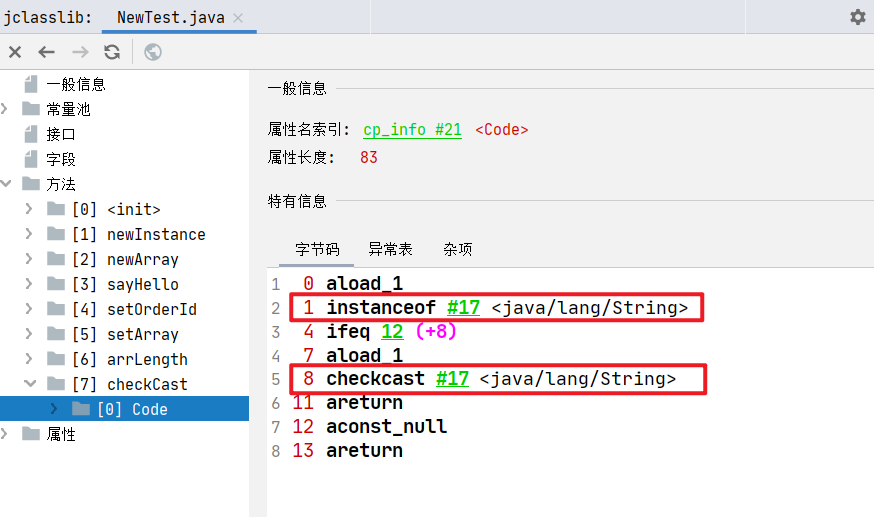 jclasslib: NewTest.java
一般信息
常量池
接口
字段
方法
[0] <init>
[1] newInstance
[2] newArray
[3] sayHello
[4] setOrderId
[5] setArray
[6] arrLength
[7] checkCast
[0] Code
属性
一般信息
属性名索引: cp_info #21 <Code>
属性长度: 83
特有信息
字节码 异常表 杂项
1 0 aload_1
2 1 instanceof #17 <java/lang/String>
3 4 ifeq 12 (+8)
4 7 aload_1
5 8 checkcast #17 <java/lang/String>
6 11 areturn
7 12 aconst_null
8 13 areturn